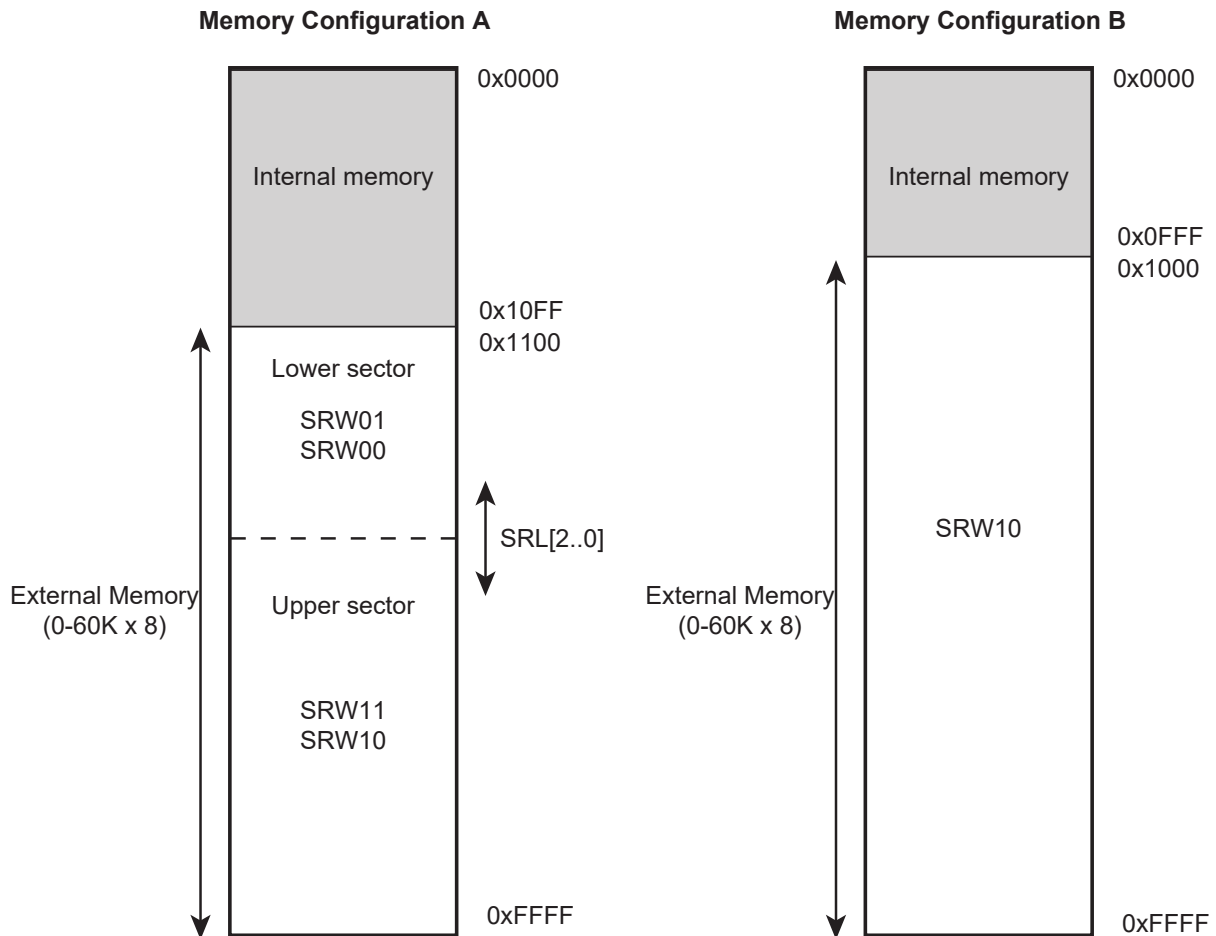 Memory Configuration A
0x0000
Internal memory
0x10FF
0x1100
Lower sector
SRW01
SRW00
SRL[2..0]
External Memory
(0-60K x 8)
Upper sector
SRW11
SRW10
0xFFFF
Memory Configuration B
0x0000
Internal memory
0x0FFF
0x1000
SRW10
External Memory
(0-60K x 8)
0xFFFF